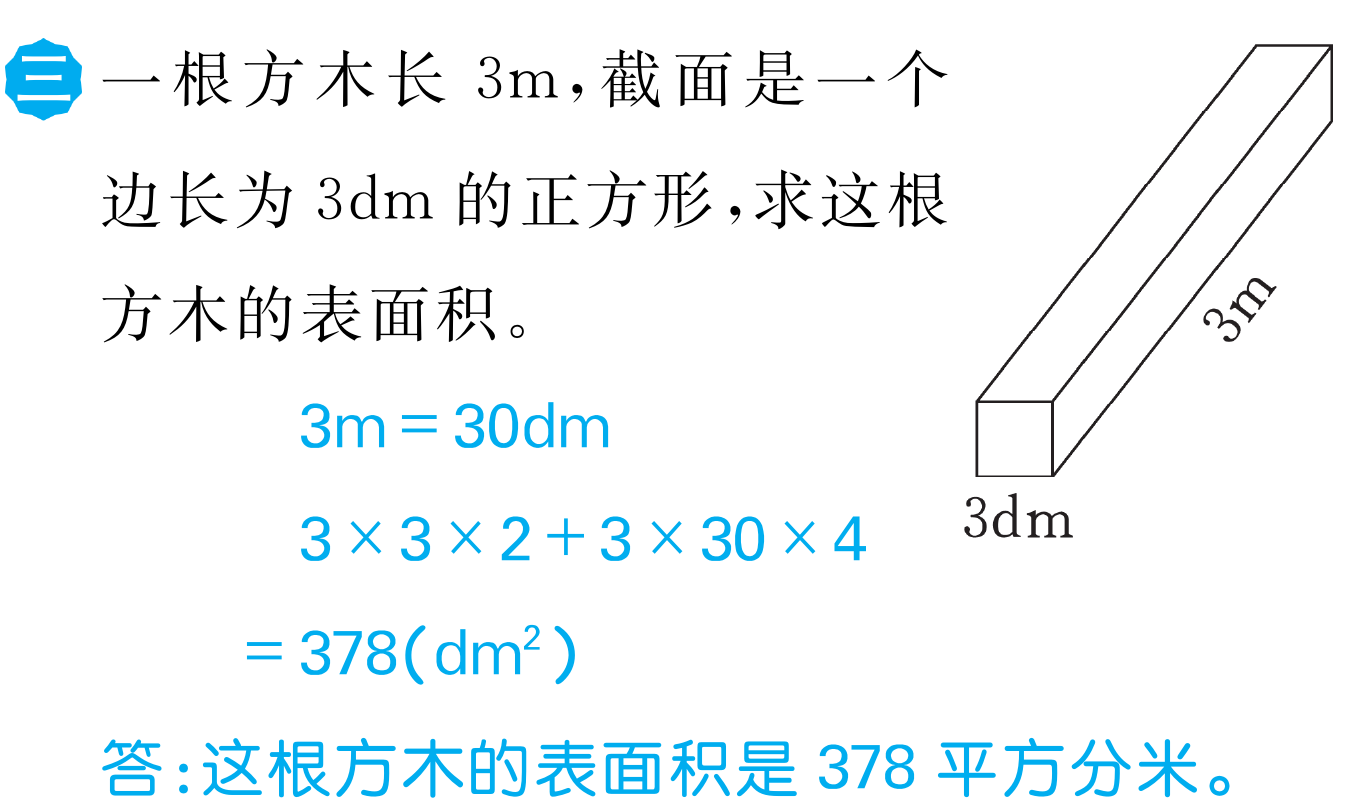 三 一根方木长 3m,截面是一个
边长为 3dm 的正方形,求这根
方木的表面积。
3m
3dm
3m=30dm
3×3×2+3×30×4
=378(dm²)
答:这根方木的表面积是 378 平方分米。